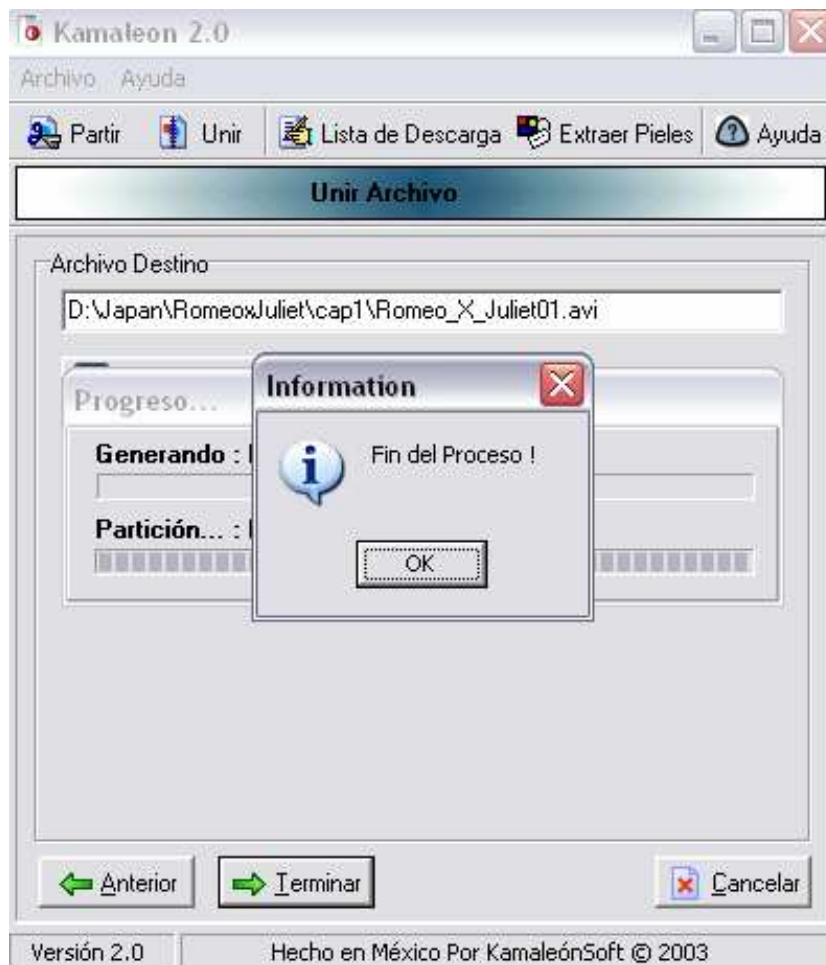 Kamaleon 2.0
Archivo Ayuda
Partir Unir Lista de Descarga Extraer Pieles Ayuda
Unir Archivo
Archivo Destino
D:\Japan\RomeoxJuliet\cap1\Romeo_X_Juliet01.avi
Progreso...
Information
Generando :
Fin del Proceso !
Partición... :
OK
Anterior Terminar Cancelar
Versión 2.0 Hecho en México Por KamaleónSoft © 2003